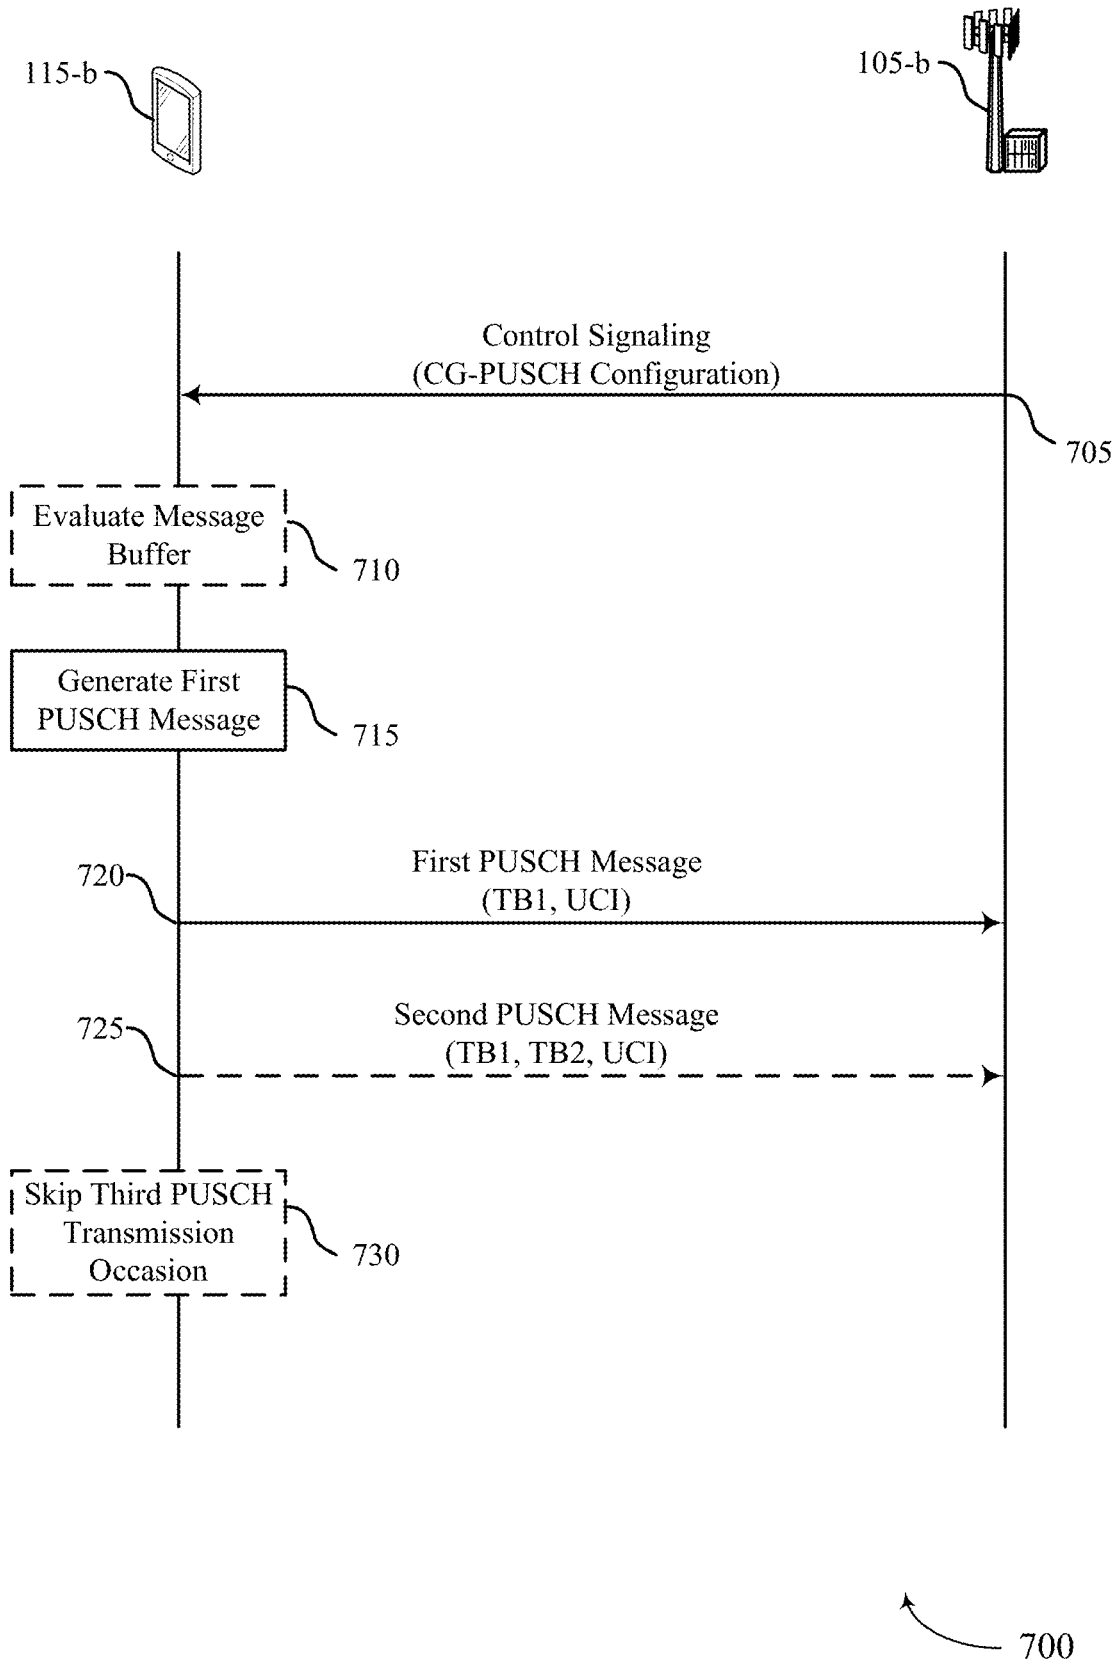 115-b
105-b
Control Signaling
(CG-PUSCH Configuration)
705
Evaluate Message
Buffer
710
Generate First
PUSCH Message
715
First PUSCH Message
720
(TB1, UCI)
Second PUSCH Message
725
(TB1, TB2, UCI)
Skip Third PUSCH
Transmission
Occasion
730
700